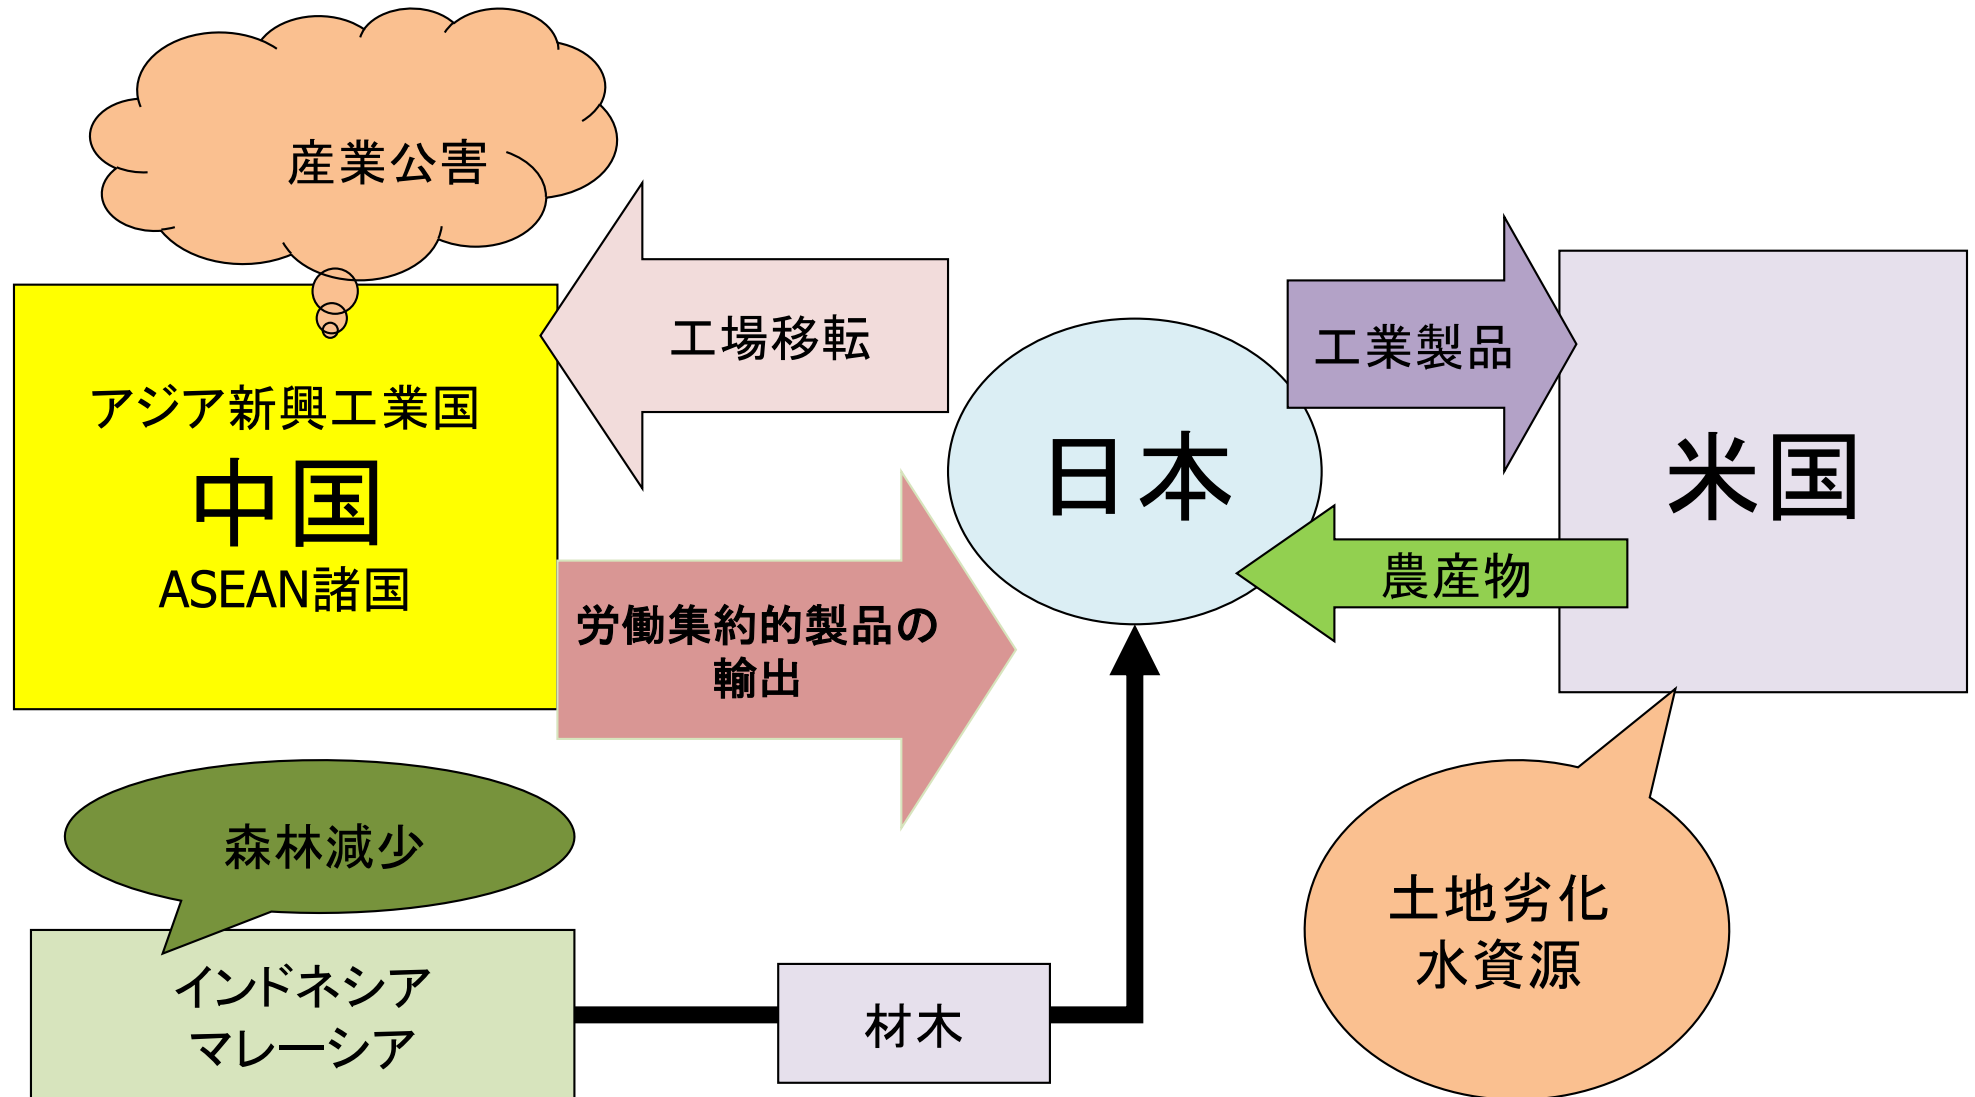 産業公害
工場移転
工業製品
アジア新興工業国
中国
ASEAN諸国
日本
米国
農産物
労働集約的製品の
輸出
森林減少
土地劣化
水資源
インドネシア
マレーシア
材木